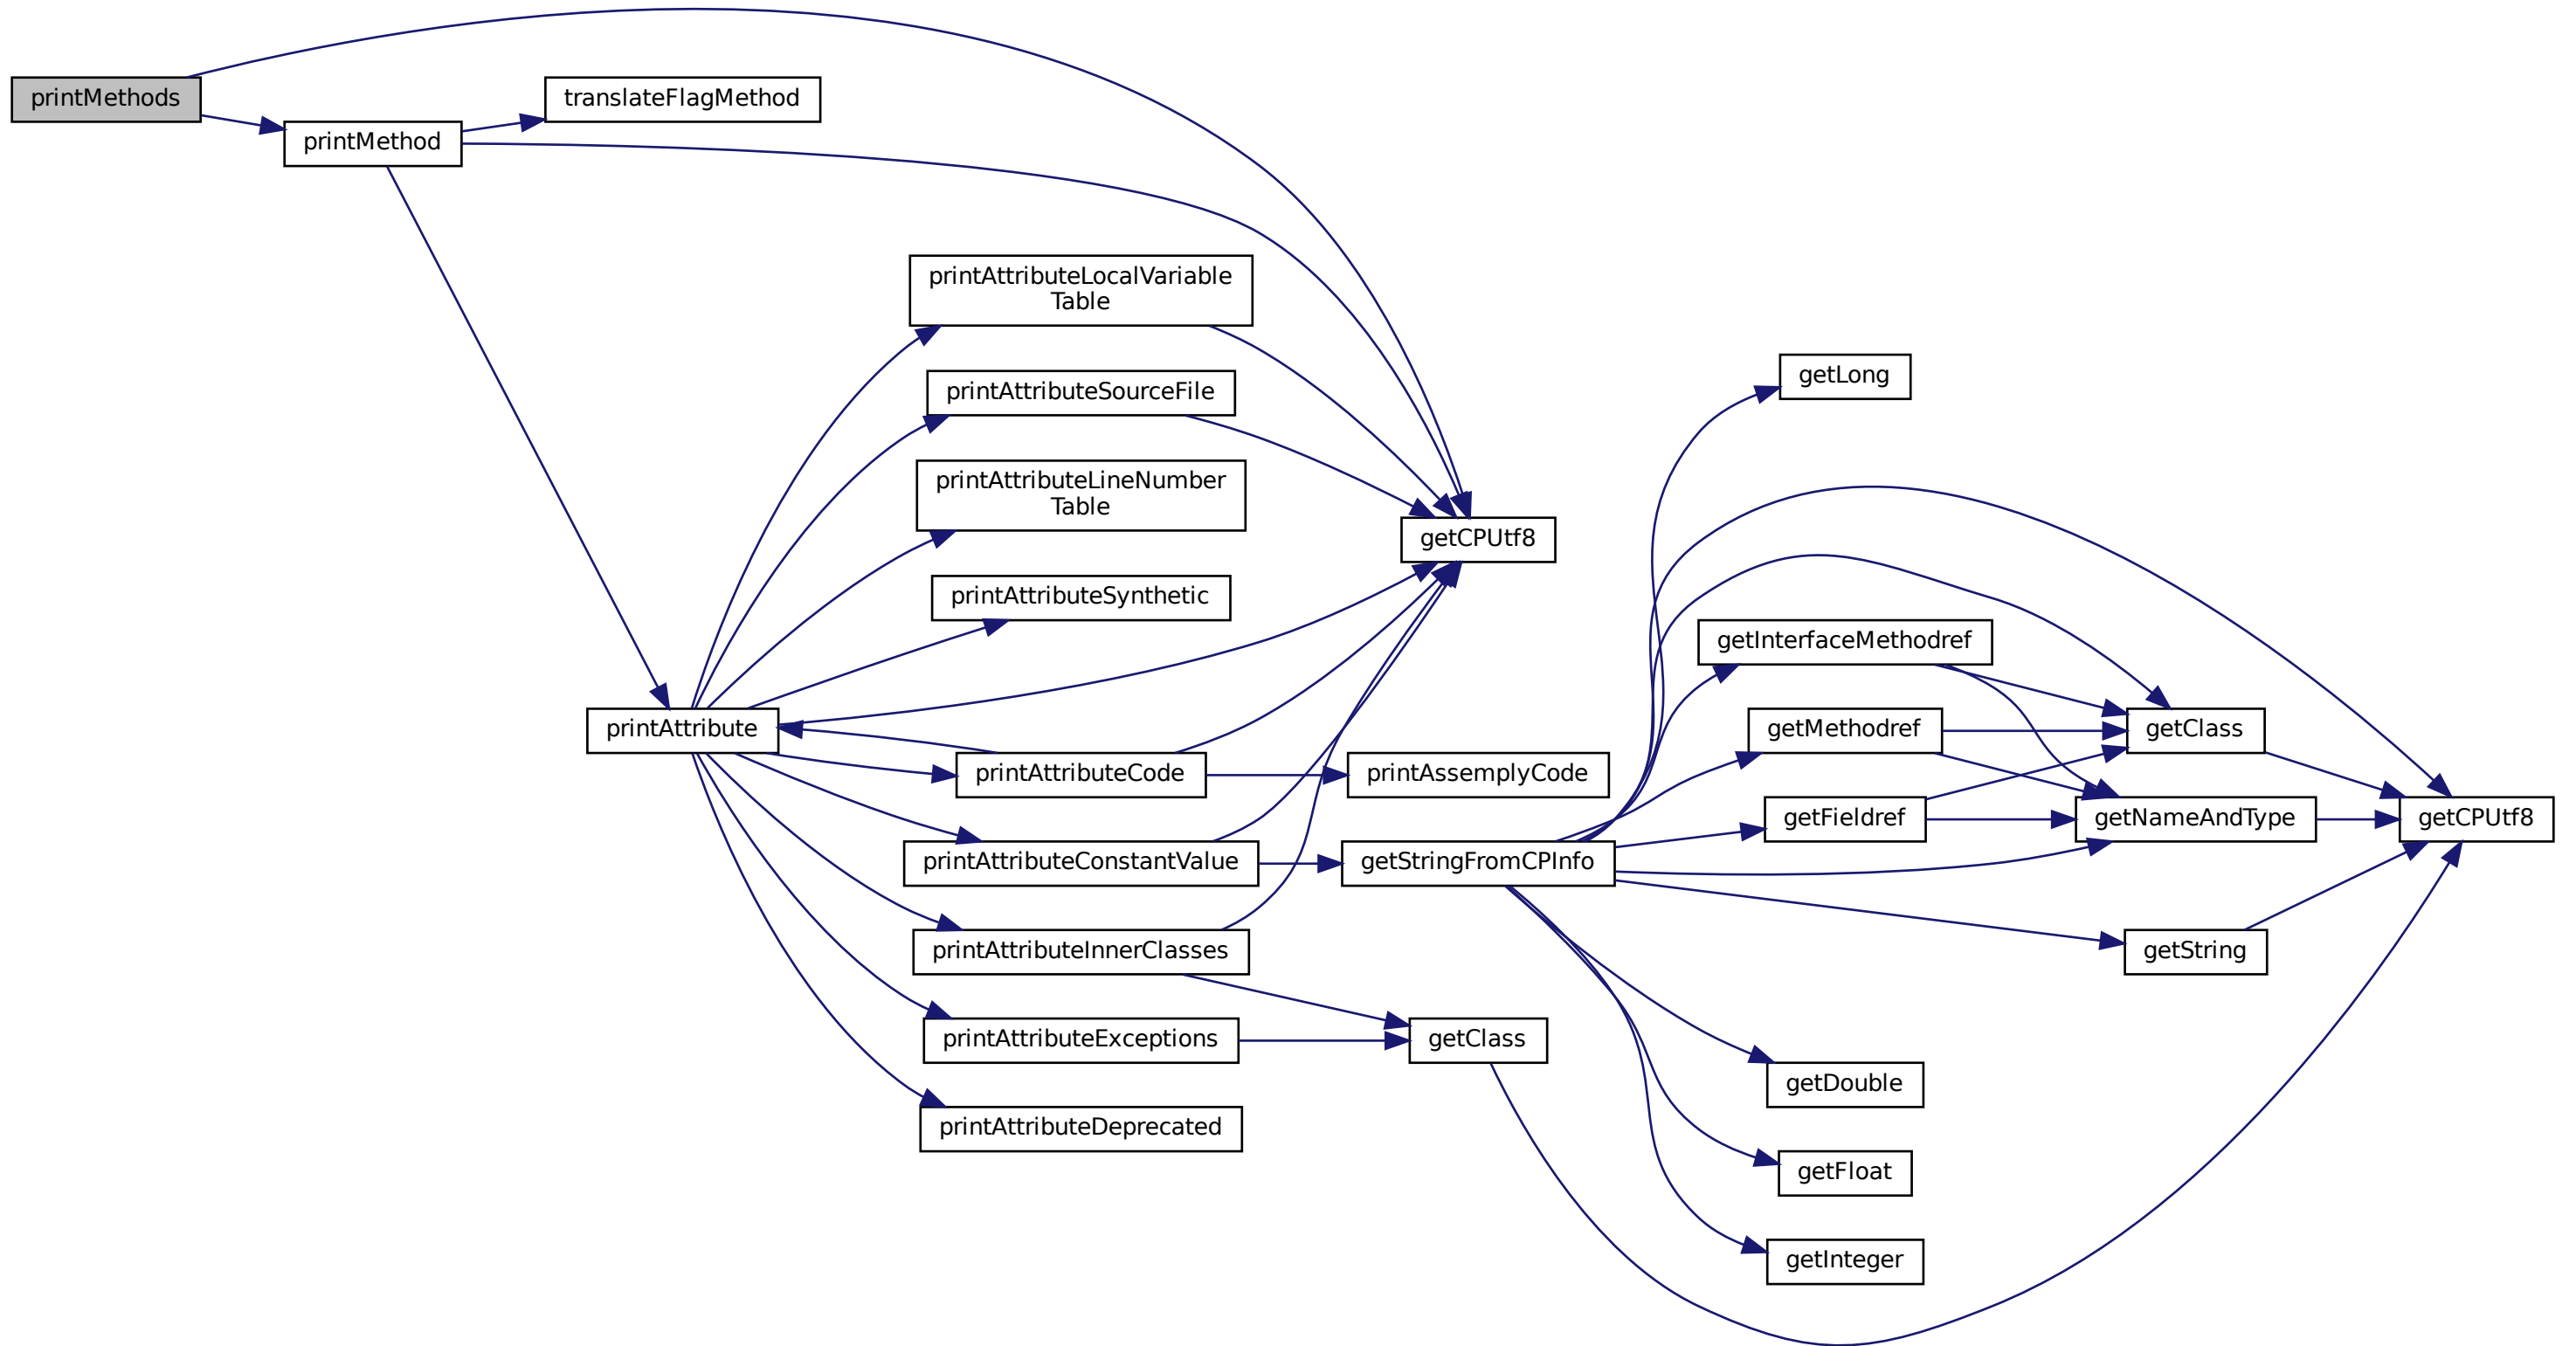 printMethods
translateFlagMethod
printMethod
printAttributeLocalVariable
Table
getLong
printAttributeSourceFile
printAttributeLineNumber
Table
getCPUtf8
printAttributeSynthetic
getInterfaceMethodref
printAttribute
getMethodref
getClass
printAttributeCode
printAssemplyCode
getFieldref
getNameAndType
getCPUtf8
printAttributeConstantValue
getStringFromCPInfo
printAttributeInnerClasses
getString
printAttributeExceptions
getClass
getDouble
printAttributeDeprecated
getFloat
getInteger